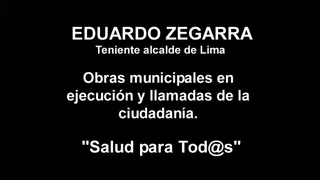 EDUARDO ZEGARRA
Teniente alcalde de Lima
Obras municipales en
ejecución y llamadas de la
ciudadanía.
"Salud para Tod@s"